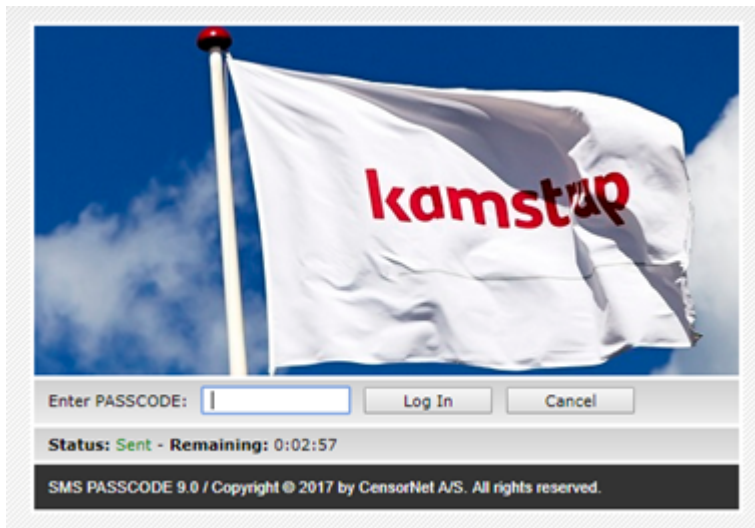 kamstrup
Enter PASSCODE: Log In Cancel
Status: Sent - Remaining: 0:02:57
SMS PASSCODE 9.0 / Copyright © 2017 by CensorNet A/S. All rights reserved.